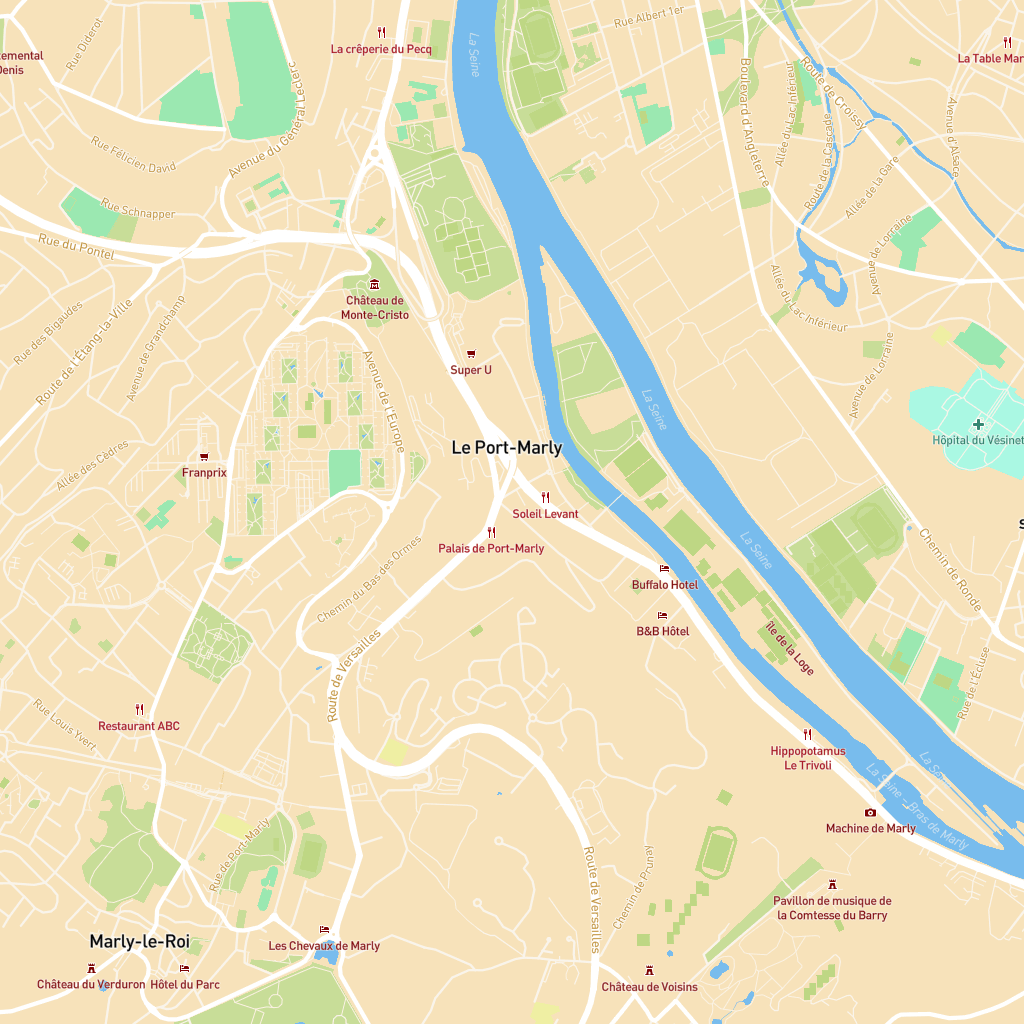 Rue Albert 1er
La Seine
La crêperie du Pecq
La Table
Rue Diderot
Route de Croissy
Boulevard d'Angleterre
Allée du Lac Inférieur
Avenue du Général Leclerc
Avenue d'Alsace
Route de la Cascade
Rue Félicien David
Allée de la Gare
Rue Schnapper
Rue du Pontel
Avenue de Lorraine
Allée du Lac Inférieur
Château de
Monte-Cristo
Rue des Bigaudes
Route de l'Étang-la-Ville
Avenue de Grandchamp
Super U
Avenue de l'Europe
Avenue de Lorraine
La Seine
Hôpital du Vésinet
Le Port-Marly
Allée des Cèdres
Franprix
Soleil Levant
Palais de Port-Marly
La Seine
Chemin de Ronde
Chemin du Bas des Ormes
Buffalo Hotel
B&B Hôtel
Île de la Loge
Route de Versailles
Rue de l'Écluse
Rue Louis Yvert
Restaurant ABC
Hippopotamus
Le Trivoli
La Seine - Bras de Marly
Machine de Marly
Rue de Port-Marly
Route de Versailles
Chemin de Prunay
Pavillon de musique de
la Comtesse du Barry
Marly-le-Roi
Les Chevaux de Marly
Château du Verduron
Hôtel du Parc
Château de Voisins